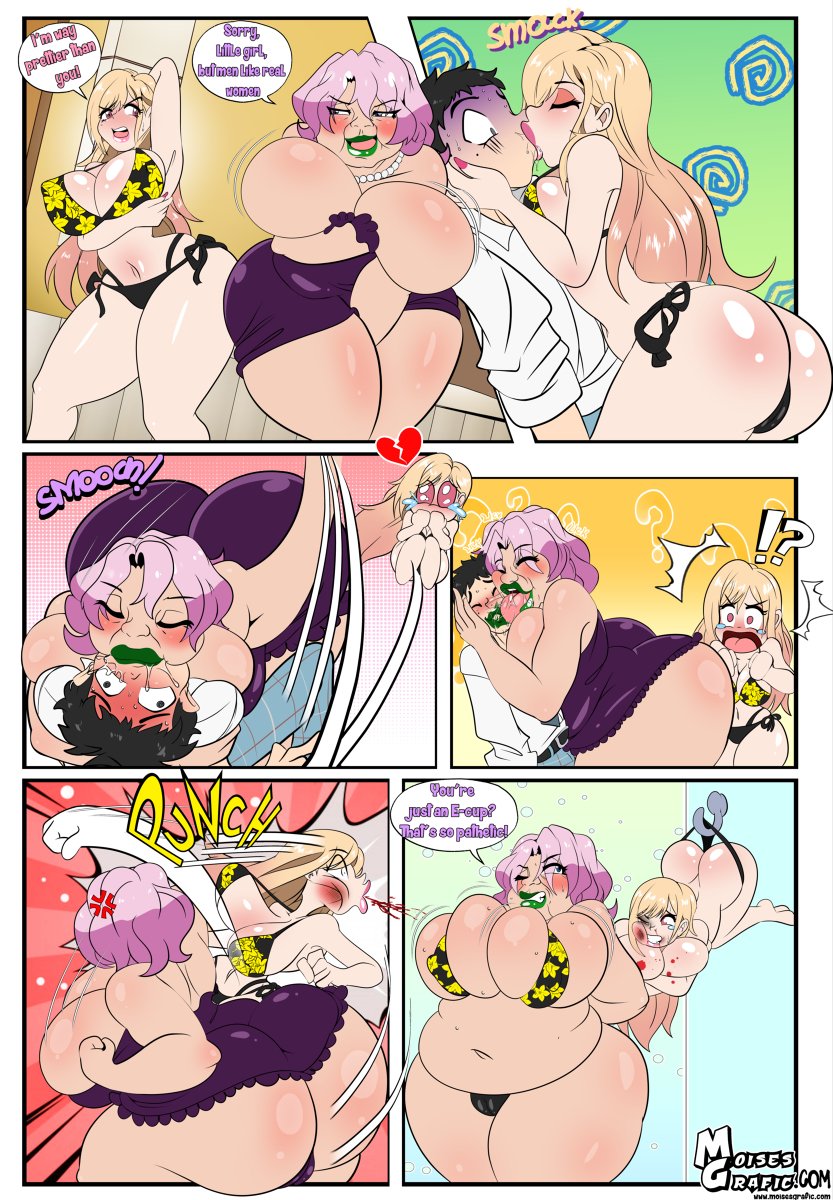 I'm way
prettier than
you!
Sorry,
little girl,
but men like real
women
SMACK
SMOOCH!
!?
PUNCH
You're
just an E-cup?
That's so pathetic!
MOISES
GRAFIC.COM
www.moisesgrafic.com